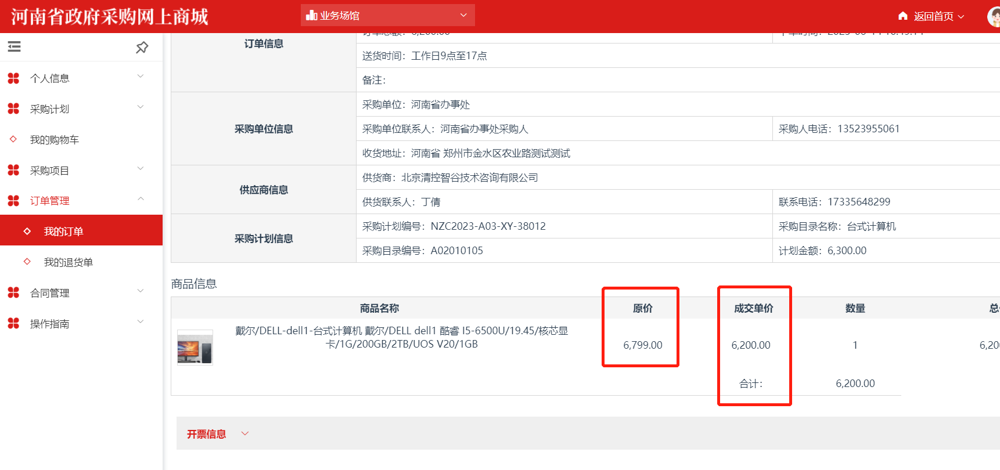 河南省政府采购网上商城
业务场馆
返回首页
个人信息
采购计划
我的购物车
采购项目
订单管理
我的订单
我的退货单
合同管理
操作指南
订单信息
送货时间：工作日9点至17点
备注：
采购单位信息
采购单位：河南省办事处
采购单位联系人：河南省办事处采购人
采购人电话：13523955061
收货地址：河南省 郑州市金水区农业路测试测试
供应商信息
供货商：北京清控智谷技术咨询有限公司
供货联系人：丁倩
联系电话：17335648299
采购计划信息
采购计划编号：NZC2023-A03-XY-38012
采购目录名称：台式计算机
采购目录编号：A02010105
计划金额：6,300.00
商品信息
商品名称 原价 成交单价 数量 总
戴尔/DELL-dell1-台式计算机 戴尔/DELL dell1 酷睿 I5-6500U/19.45/核芯显
卡/1G/200GB/2TB/UOS V20/1GB
6,799.00 6,200.00 1 6,20
合计： 6,200.00
开票信息